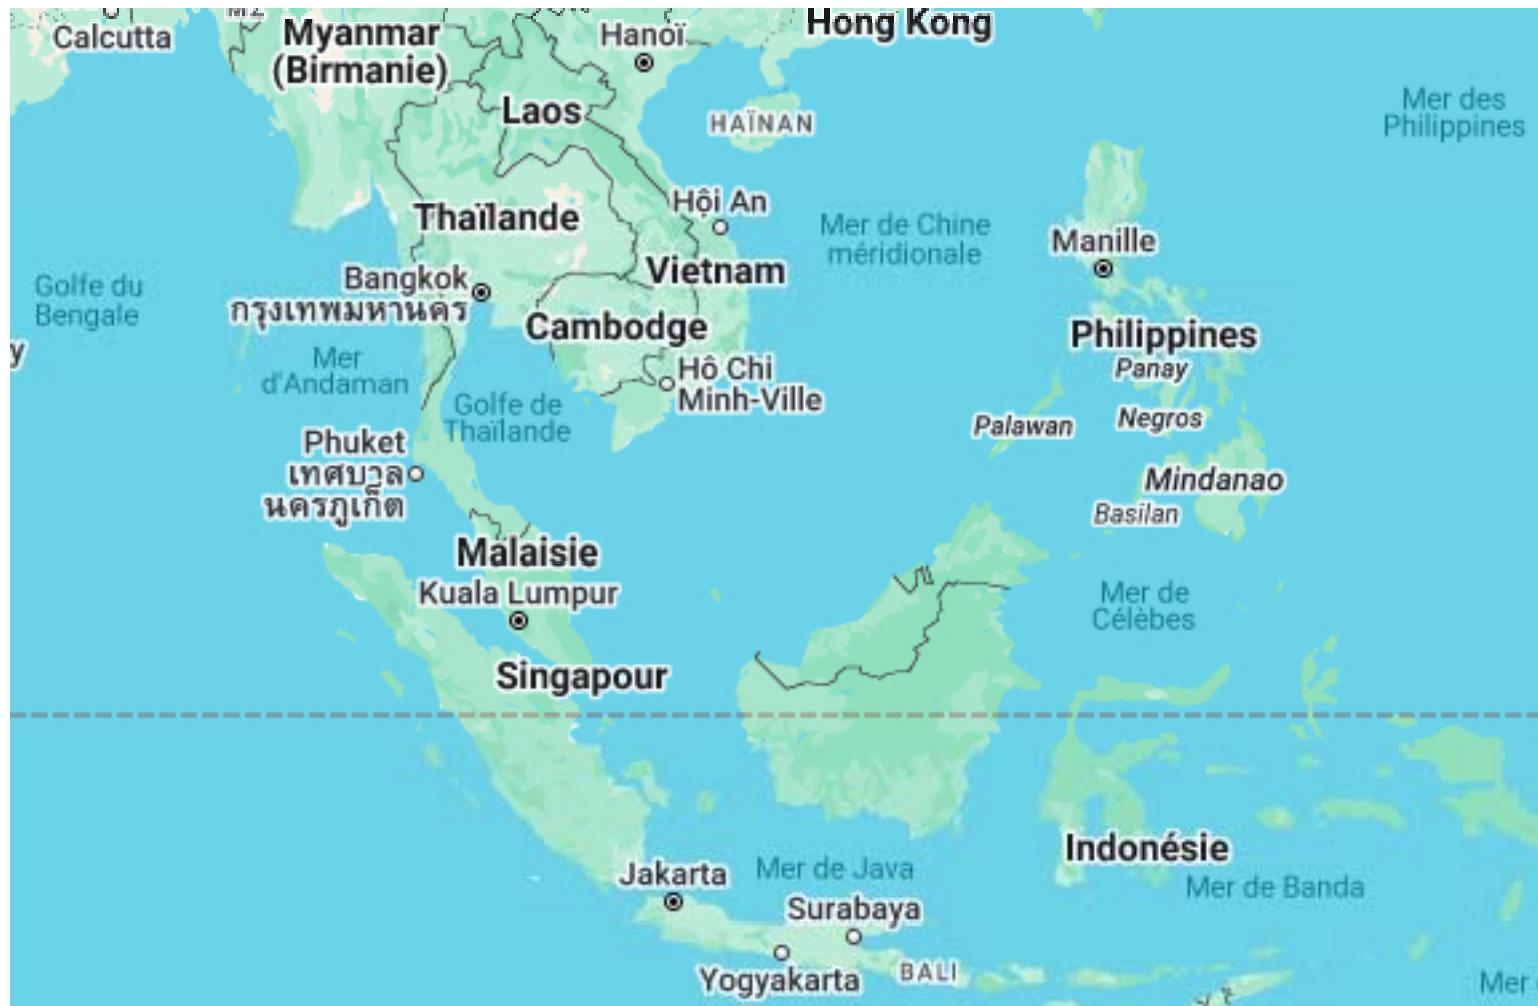 Calcutta
Myanmar
(Birmanie)
Hanoï
Hong Kong
Laos
HAÏNAN
Mer des
Philippines
Hội An
Thaïlande
Mer de Chine
méridionale
Manille
Vietnam
Golfe du
Bengale
Bangkok
กรุงเทพมหานคร
Cambodge
Philippines
y
Mer
d'Andaman
Hô Chi
Minh-Ville
Panay
Golfe de
Thaïlande
Palawan
Negros
Phuket
เทศบาล
นครภูเก็ต
Mindanao
Basilan
Malaisie
Kuala Lumpur
Mer de
Célèbes
Singapour
Indonésie
Jakarta
Mer de Java
Mer de Banda
Surabaya
Yogyakarta
BALI
Mer